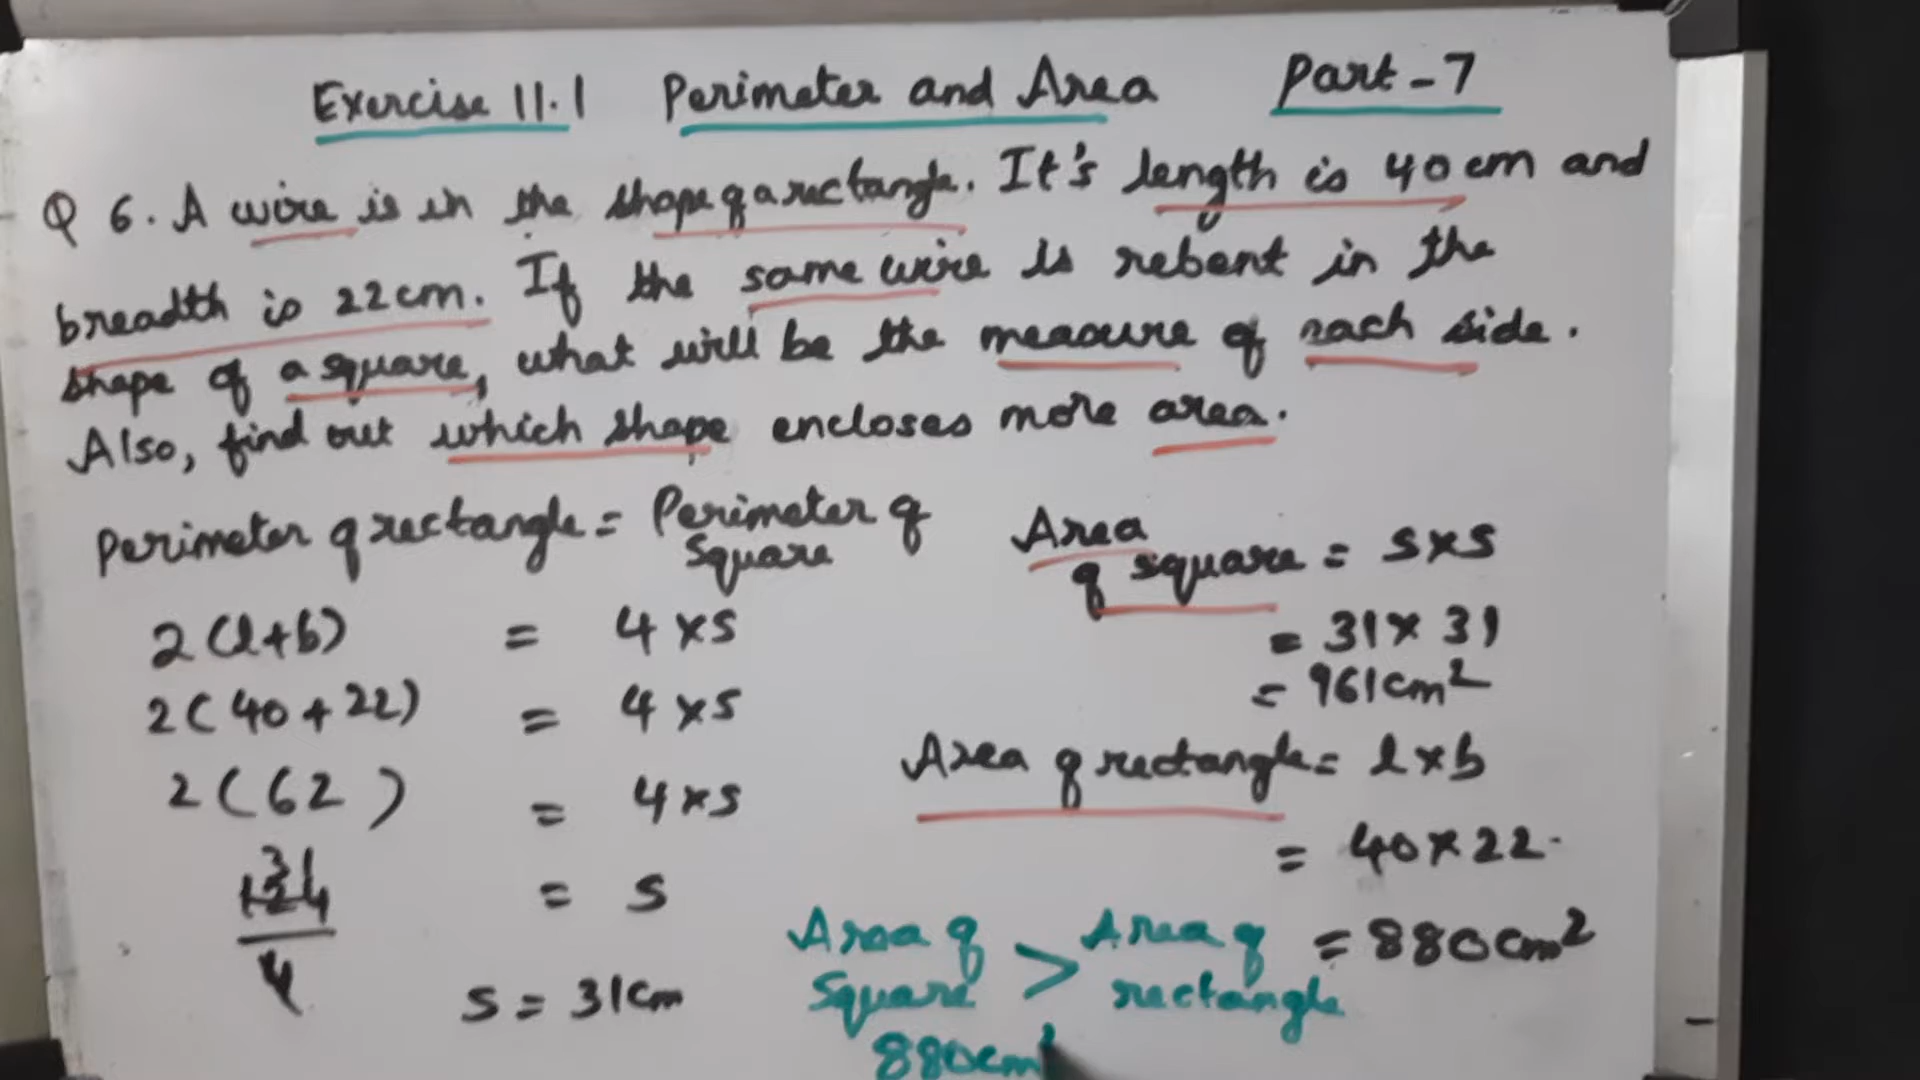 Exercise 11.1 Perimeter and Area Part-7
Q 6. A wire is in the shape of a rectangle. It's length is 40cm and
breadth is 22cm. If the same wire is rebent in the
shape of a square, what will be the measure of each side.
Also, find out which shape encloses more area.
Perimeter of rectangle = Perimeter of
square
2(l+b) = 4×s
2(40+22) = 4×s
2(62) = 4×s
31
124
4
= s
s = 31cm
Area
of square = s×s
= 31×31
= 961cm²
Area of rectangle = l×b
= 40×22
= 880cm²
Area of > Area of
square rectangle
880cm